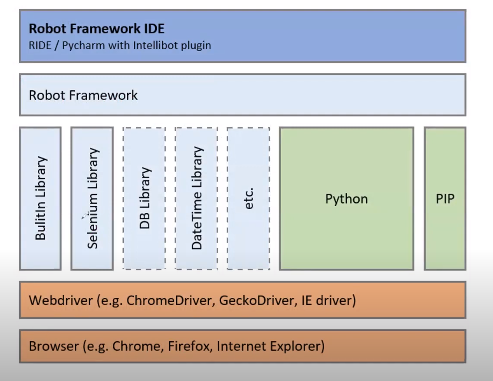 Robot Framework IDE
RIDE / Pycharm with Intellibot plugin
Robot Framework
BulitIn Library
Selenium Library
DB Library
DateTime Library
etc.
Python
PIP
Webdriver (e.g. ChromeDriver, GeckoDriver, IE driver)
Browser (e.g. Chrome, Firefox, Internet Explorer)